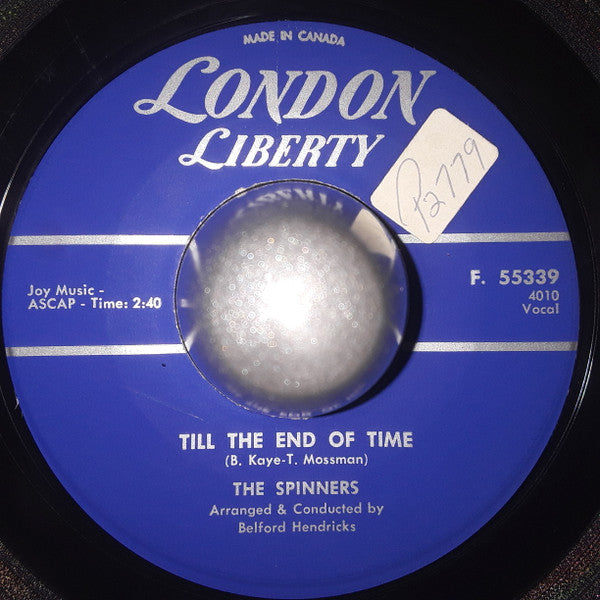 MADE IN CANADA
LONDON
LIBERTY
P2779
Joy Music -
ASCAP - Time: 2:40
F. 55339
4010
Vocal
TILL THE END OF TIME
(B. Kaye-T. Mossman)
THE SPINNERS
Arranged & Conducted by
Belford Hendricks